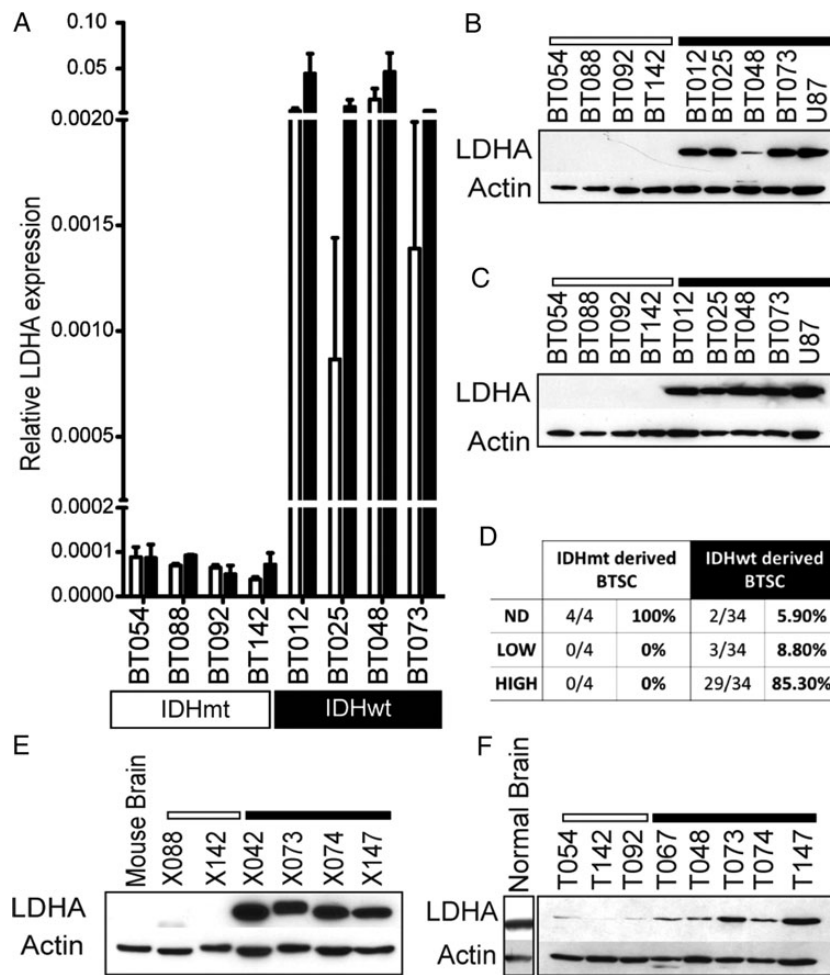 A
Relative LDHA expression
0.10
0.05
0.0020
0.0015
0.0010
0.0005
0.0002
0.0001
0.0000
BT054
BT088
BT092
BT142
BT012
BT025
BT048
BT073
IDHmt
IDHwt
B
BT054
BT088
BT092
BT142
BT012
BT025
BT048
BT073
U87
LDHA
Actin
C
BT054
BT088
BT092
BT142
BT012
BT025
BT048
BT073
U87
LDHA
Actin
D
IDHmt derived BTSC IDHwt derived BTSC
ND 4/4 100% 2/34 5.90%
LOW 0/4 0% 3/34 8.80%
HIGH 0/4 0% 29/34 85.30%
E
Mouse Brain
X088
X142
X042
X073
X074
X147
LDHA
Actin
F
Normal Brain
T054
T142
T092
T067
T048
T073
T074
T147
LDHA
Actin